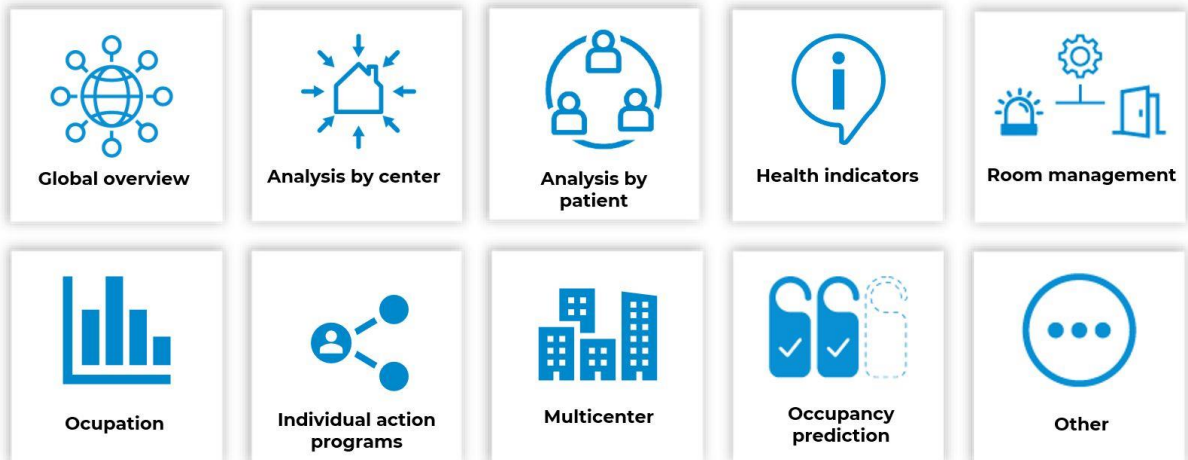 Global overview
Analysis by center
Analysis by
patient
Health indicators
Room management
Ocupation
Individual action
programs
Multicenter
Occupancy
prediction
Other